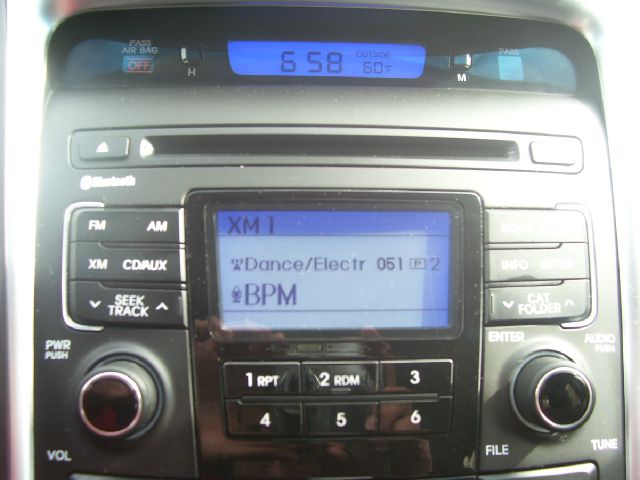 PASS
AIR BAG
OFF
H
6:58
OUTSIDE
60°F
M
PASS
Bluetooth
FM AM
XM CD/AUX
SEEK
TRACK
XM1
Dance/Electr 051 P 2
BPM
SCAN
INFO SETUP
CAT
FOLDER
PWR
PUSH
VOL
1 RPT 2 RDM 3
4 5 6
ENTER
AUDIO
PUSH
FILE
TUNE